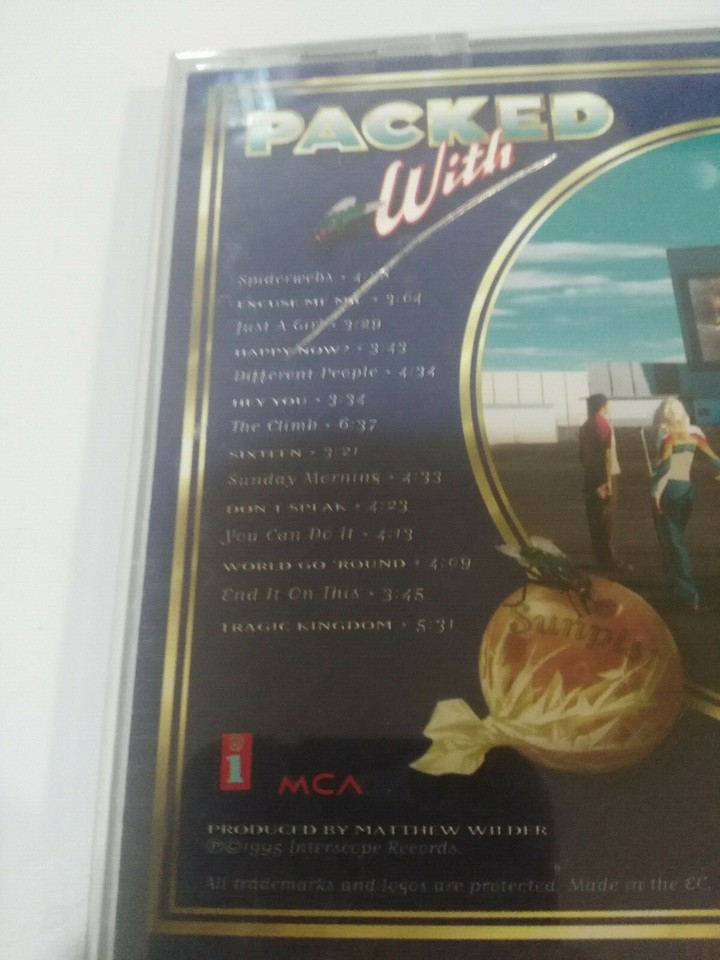 PACKED
With
Spiderwebs • 4:28
EXCUSE ME MR. • 3:04
Just A Girl • 3:29
HAPPY NOW? • 3:43
Different People • 4:34
HEY YOU • 3:34
The Climb • 6:37
SIXTEEN • 3:21
Sunday Morning • 4:33
DON'T SPEAK • 4:23
You Can Do It • 4:13
WORLD GO 'ROUND • 4:09
End It On This • 3:45
TRAGIC KINGDOM • 5:31
Sunpis
i
MCA
PRODUCED BY MATTHEW WILDER
℗©1995 Interscope Records.
All trademarks and logos are protected. Made in the EC.